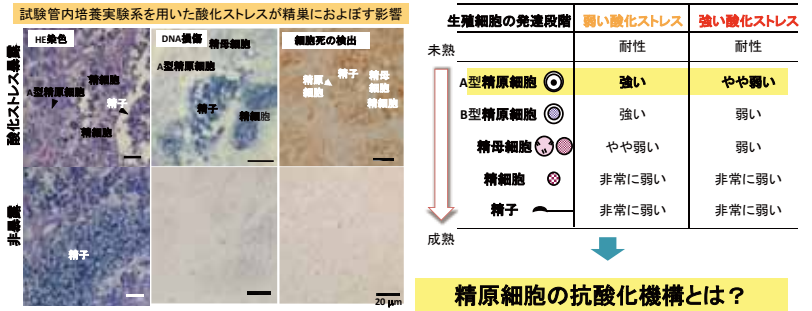 試験管内培養実験系を用いた酸化ストレスが精巣におよぼす影響
酸化ストレス暴露
非暴露
HE染色
精細胞
A型精原細胞
精子
精細胞
DNA損傷
精母細胞
A型精原細胞
精子
精細胞
細胞死の検出
精原
細胞
精子
精母
細胞
精細胞
精子
20 μm
生殖細胞の発達段階 弱い酸化ストレス 強い酸化ストレス
未熟 耐性 耐性
A型精原細胞 強い やや弱い
B型精原細胞 強い 弱い
精母細胞 やや弱い 弱い
精細胞 非常に弱い 非常に弱い
精子 非常に弱い 非常に弱い
成熟
精原細胞の抗酸化機構とは？